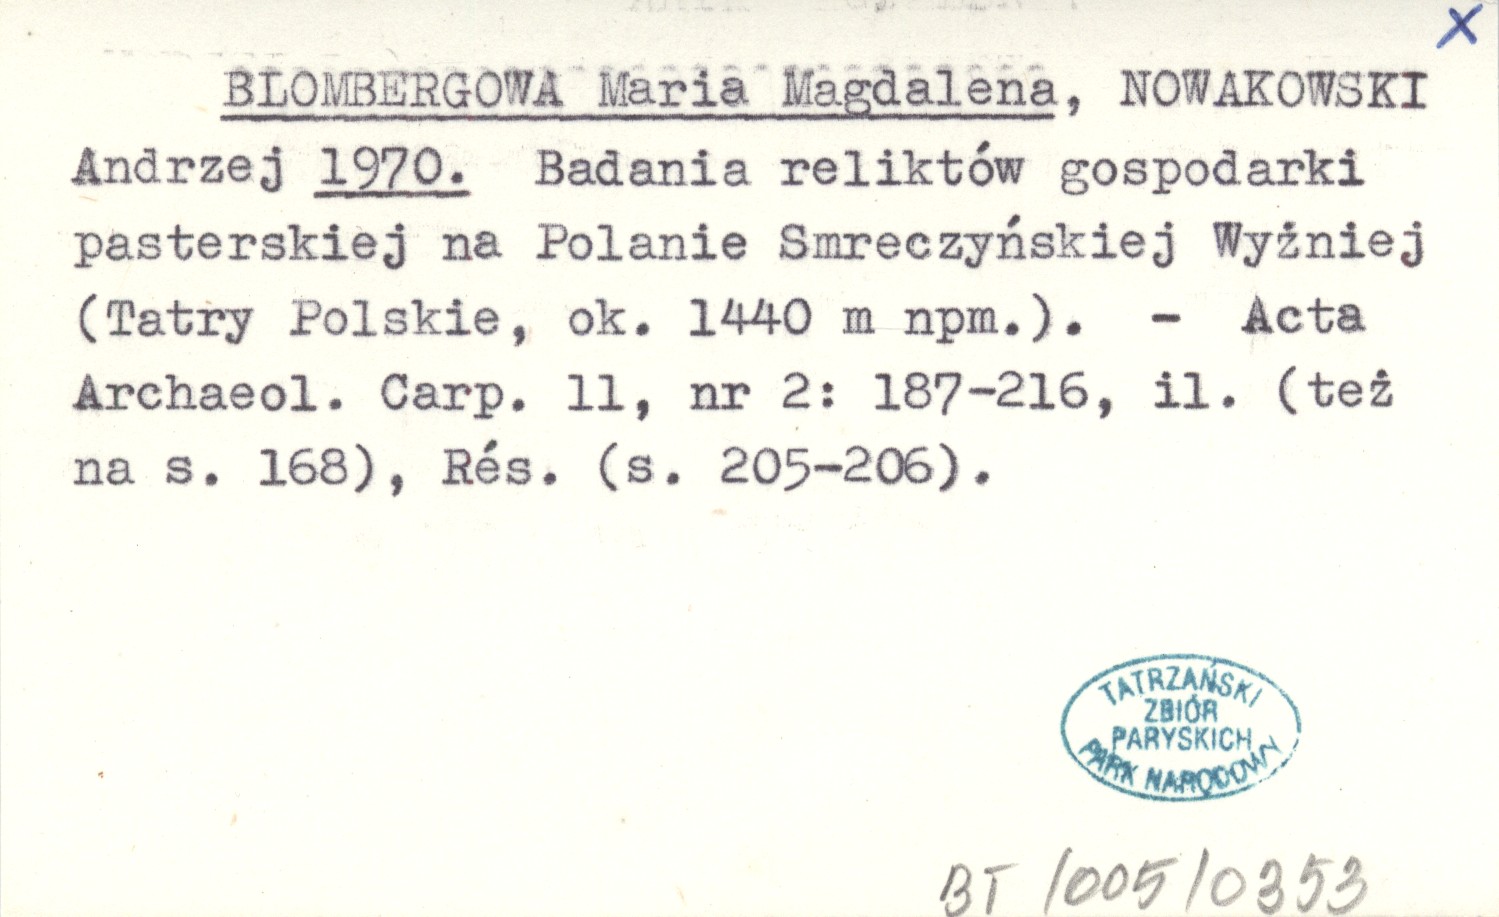 X
BLOMBERGOWA Maria Magdalena, NOWAKOWSKI
Andrzej 1970. Badania reliktów gospodarki
pasterskiej na Polanie Smreczyńskiej Wyżniej
(Tatry Polskie, ok. 1440 m npm.). - Acta
Archaeol. Carp. 11, nr 2: 187-216, il. (też
na s. 168), Rés. (s. 205-206).
TATRZAŃSKI
ZBIÓR
PARYSKICH
PARK NARODOWY
BT/005/0353